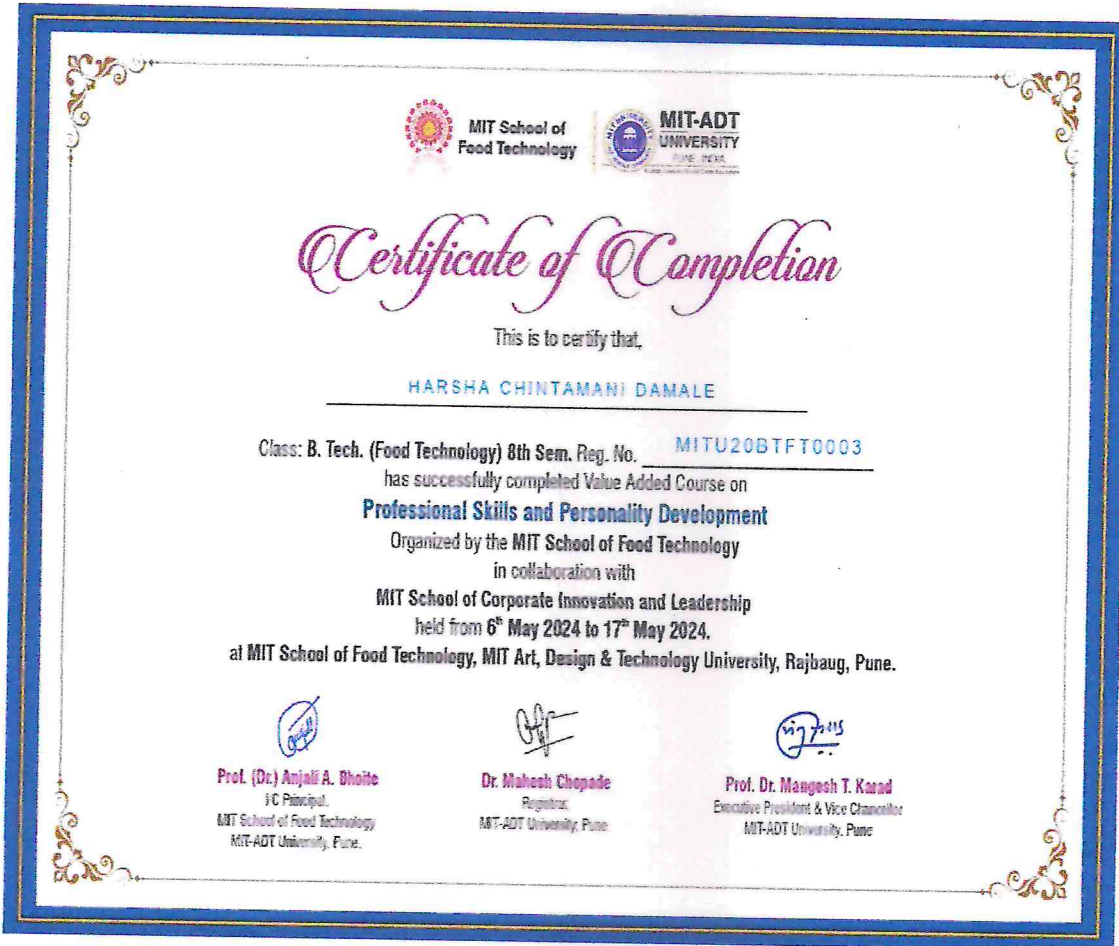 MIT School of
Food Technology
MIT-ADT
UNIVERSITY
PUNE, INDIA
Certificate of Completion
This is to certify that,
HARSHA CHINTAMANI DAMALE
Class: B. Tech. (Food Technology) 8th Sem. Reg. No. MITU20BTFT0003
has successfully completed Value Added Course on
Professional Skills and Personality Development
Organized by the MIT School of Food Technology
in collaboration with
MIT School of Corporate Innovation and Leadership
held from 6th May 2024 to 17th May 2024.
at MIT School of Food Technology, MIT Art, Design & Technology University, Rajbaug, Pune.
Prof. (Dr.) Anjali A. Bhoite
I/C Principal,
MIT School of Food Technology
MIT-ADT University, Pune.
Dr. Mahesh Chopade
Registrar,
MIT-ADT University, Pune
Prof. Dr. Mangesh T. Karad
Executive President & Vice Chancellor
MIT-ADT University, Pune